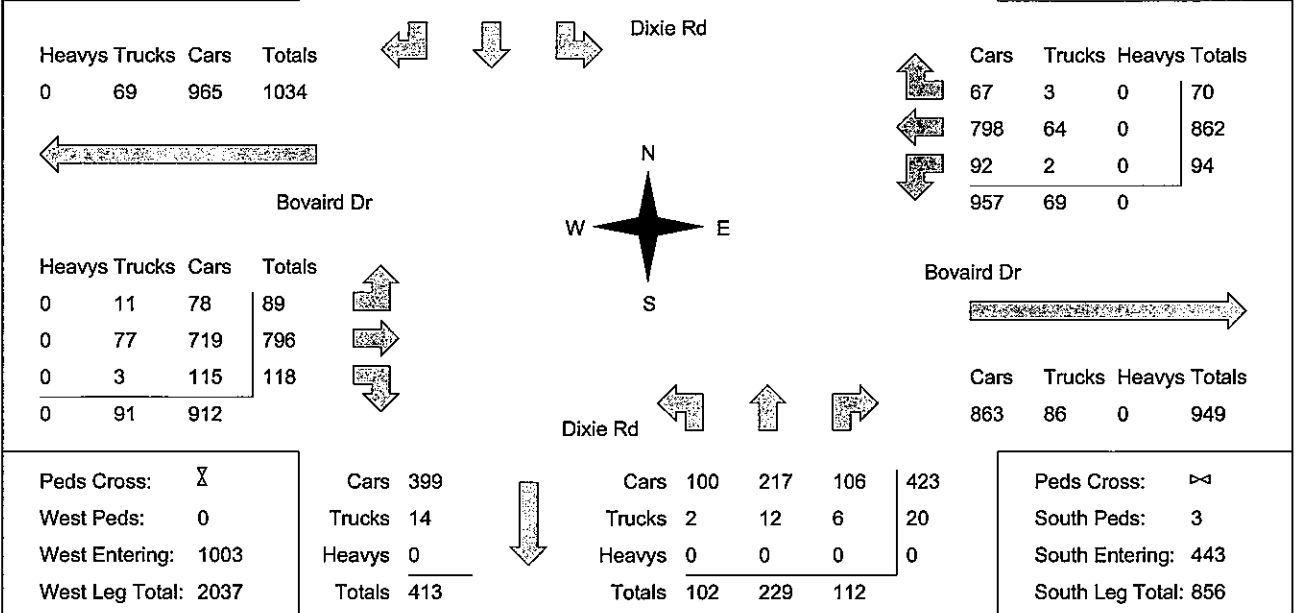 Dixie Rd
Heavys Trucks Cars Totals
0 69 965 1034
Cars Trucks Heavys Totals
67 3 0 70
798 64 0 862
92 2 0 94
957 69 0
Bovaird Dr
N
W E
S
Heavys Trucks Cars Totals
0 11 78 89
0 77 719 796
0 3 115 118
0 91 912
Bovaird Dr
Cars Trucks Heavys Totals
863 86 0 949
Dixie Rd
Peds Cross:
West Peds: 0
West Entering: 1003
West Leg Total: 2037
Cars 399
Trucks 14
Heavys 0
Totals 413
Cars 100 217 106 423
Trucks 2 12 6 20
Heavys 0 0 0 0
Totals 102 229 112
Peds Cross:
South Peds: 3
South Entering: 443
South Leg Total: 856